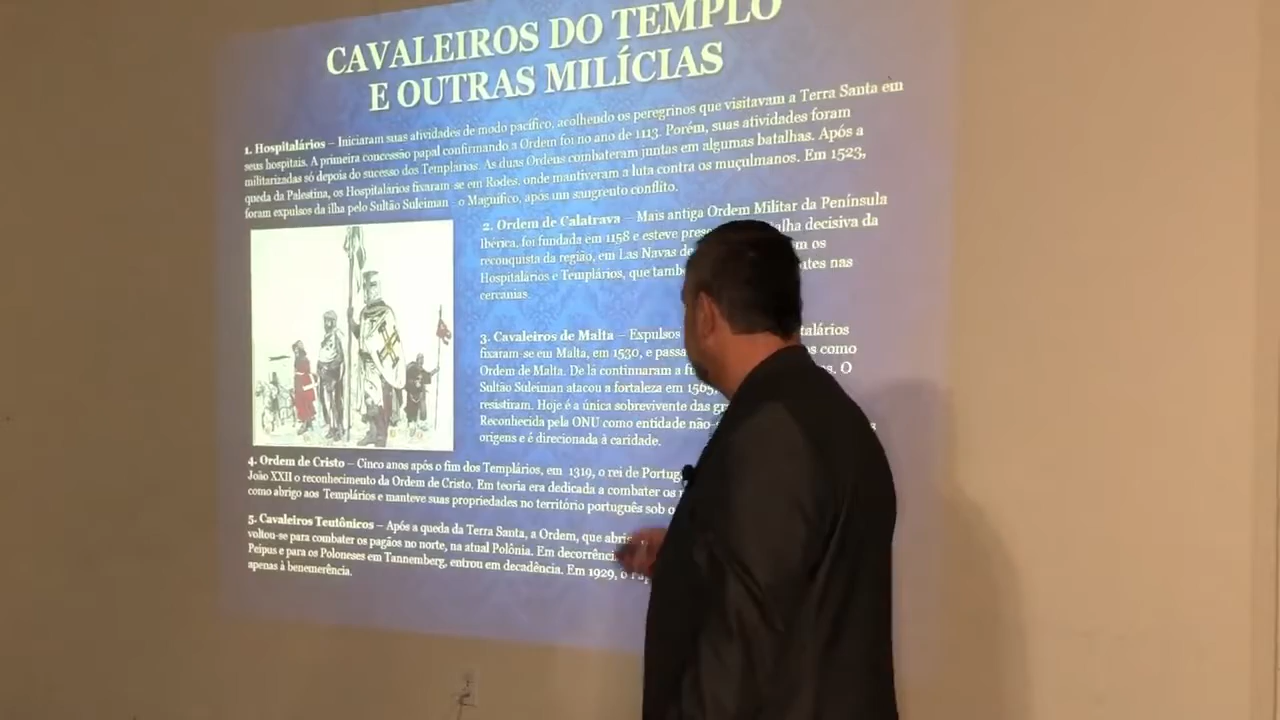 CAVALEIROS DO TEMPLO
E OUTRAS MILÍCIAS
1. Hospitalários – Iniciaram suas atividades de modo pacífico, acolhendo os peregrinos que visitavam a Terra Santa em
seus hospitais. A primeira concessão papal confirmando a Ordem foi no ano de 1113. Porém, suas atividades foram
militarizadas só depois do sucesso dos Templários. As duas Ordens combateram juntas em algumas batalhas. Após a
queda da Palestina, os Hospitalários fixaram-se em Rodes, onde mantiveram a luta contra os muçulmanos. Em 1523,
foram expulsos da ilha pelo Sultão Suleiman - o Magnífico, após um sangrento conflito.
2. Ordem de Calatrava – Mais antiga Ordem Militar da Península
Ibérica, foi fundada em 1158 e esteve decisiva da
reconquista da região, em Las Navas de os
Hospitalários e Templários, que nas
cercanias.
3. Cavaleiros de Malta – Expulsos
fixaram-se em Malta, em 1530, e como
Ordem de Malta. De lá continuaram a O
Sultão Suleiman atacou a fortaleza em 1565,
resistiram. Hoje é a única sobrevivente das
Reconhecida pela ONU como entidade
origens e é direcionada à caridade.
4. Ordem de Cristo – Cinco anos após o fim dos Templários, em 1319, o rei de
João XXII o reconhecimento da Ordem de Cristo. Em teoria era dedicada a combater os
como abrigo aos Templários e manteve suas propriedades no território português sob
5. Cavaleiros Teutônicos – Após a queda da Terra Santa, a Ordem, que
voltou-se para combater os pagãos no norte, na atual Polônia. Em
Peipus e para os Poloneses em Tannemberg, entrou em decadência. Em 1929, o
apenas à benemerência.